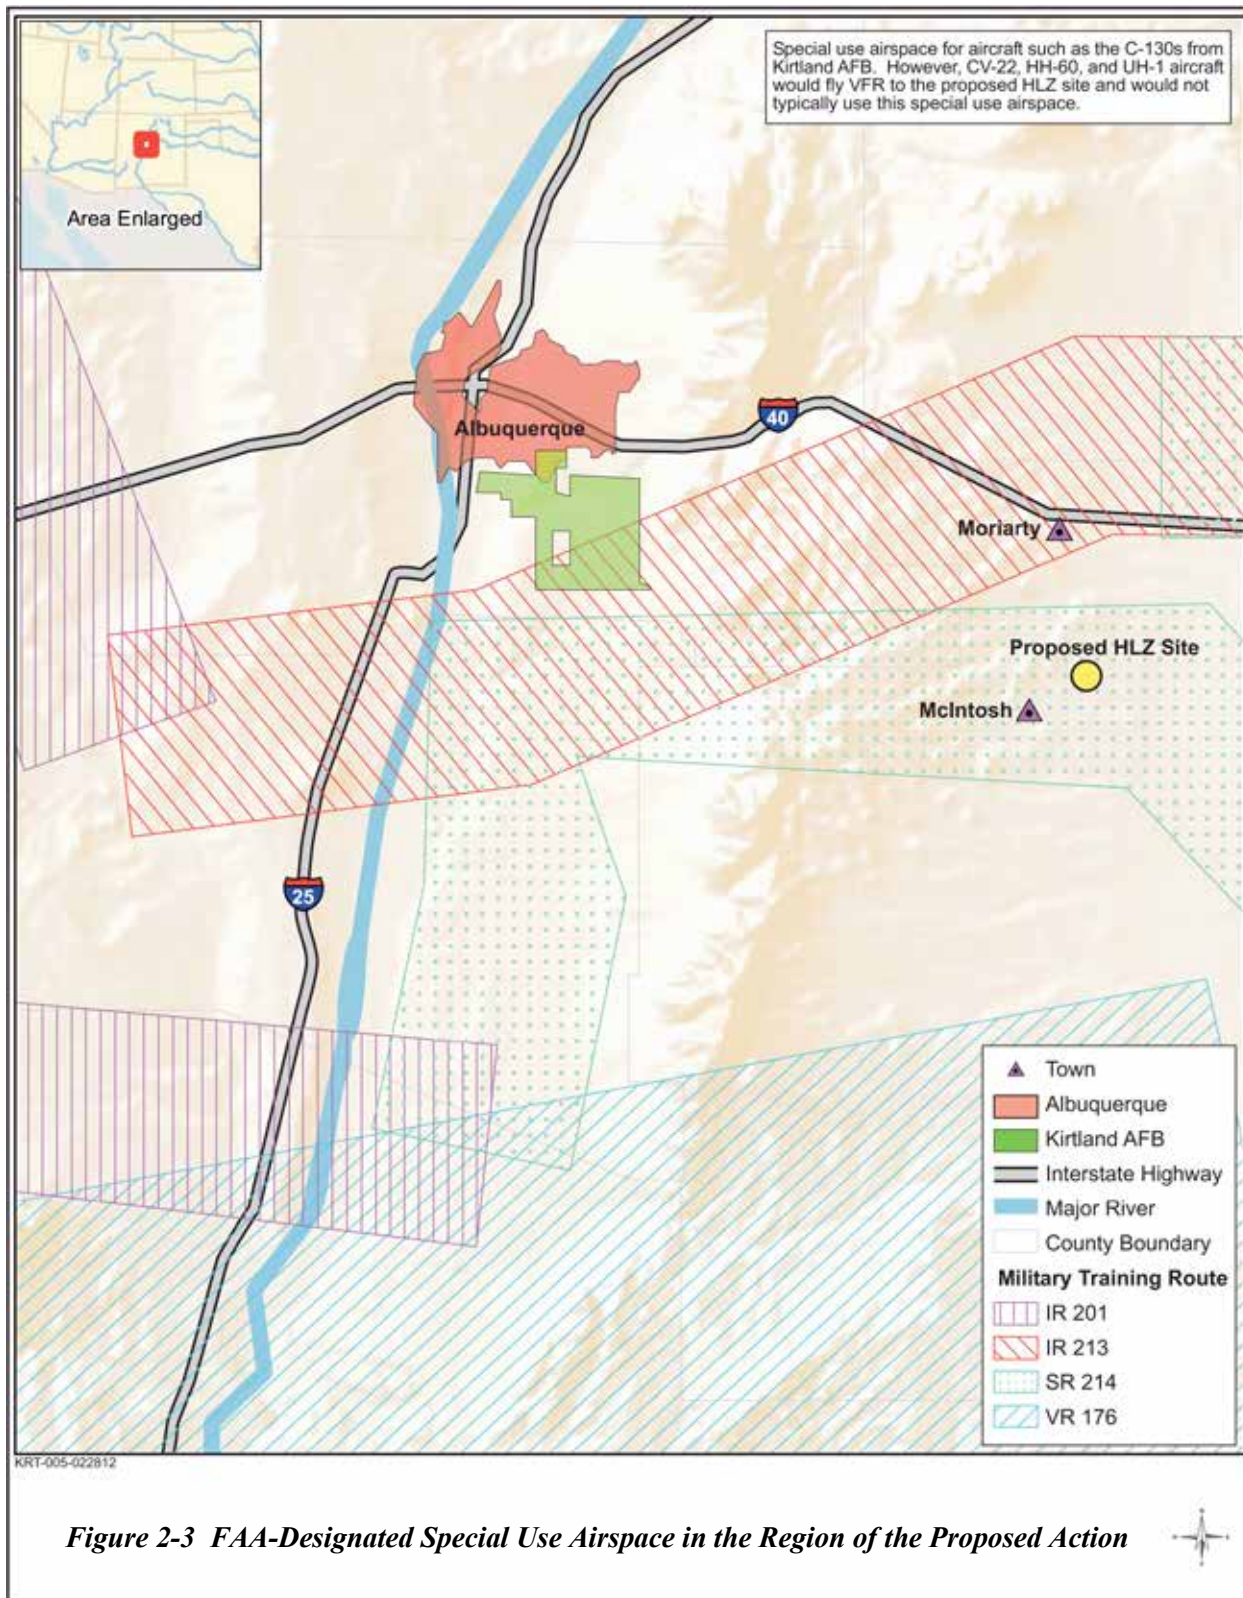 Special use airspace for aircraft such as the C-130s from
Kirtland AFB. However, CV-22, HH-60, and UH-1 aircraft
would fly VFR to the proposed HLZ site and would not
typically use this special use airspace.
Area Enlarged
Albuquerque
40
Moriarty
Proposed HLZ Site
McIntosh
25
Town
Albuquerque
Kirtland AFB
Interstate Highway
Major River
County Boundary
Military Training Route
IR 201
IR 213
SR 214
VR 176
KRT-005-022812
Figure 2-3 FAA-Designated Special Use Airspace in the Region of the Proposed Action